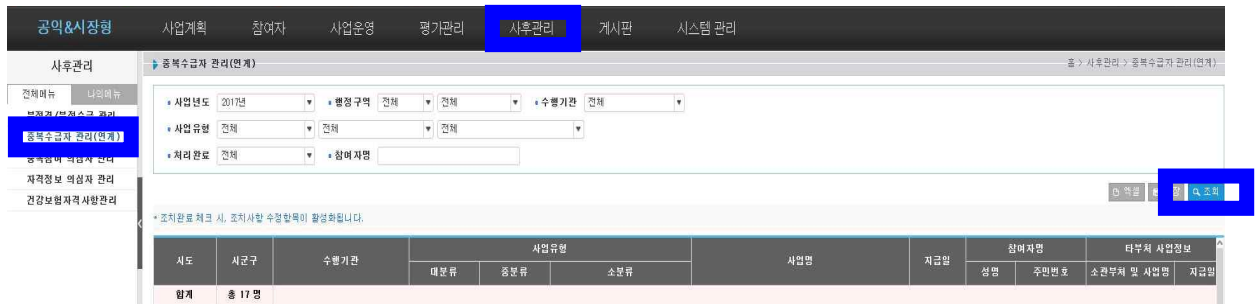 공익&시장형 사업계획 참여자 사업운영 평가관리 사후관리 게시판 시스템 관리
사후관리
전체메뉴 나의메뉴
중복수급자 관리(연계)
자격정보 의심자 관리
건강보험자격사항관리
중복수급자 관리(연계)
홈 > 사후관리 > 중복수급자 관리(연계)
사업년도 2017년 행정구역 전체 전체 수행기관 전체
사업유형 전체 전체 전체
처리완료 전체 참여자명
엑셀 조회
* 조치완료 체크 시, 조치사항 수정항목이 활성화됩니다.
시도 시군구 수행기관 사업유형 사업명 지급일 참여자명 타부처 사업정보
대분류 중분류 소분류 성명 주민번호 소관부처 및 사업명 지급일
합계 총 17 명